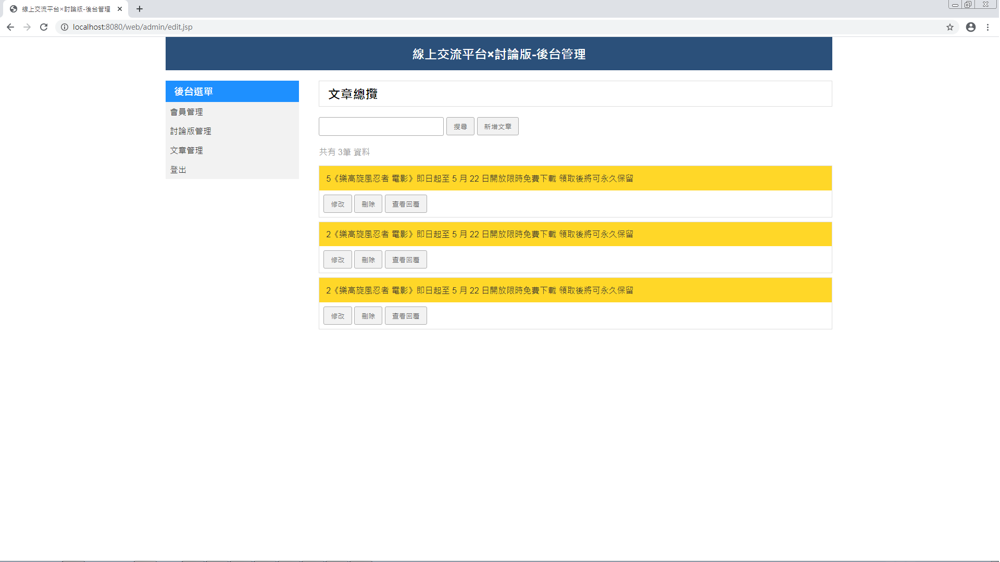 線上交流平台×討論版-後台管理
localhost:8080/web/admin/edit.jsp
線上交流平台×討論版-後台管理
後台選單
會員管理
討論版管理
文章管理
登出
文章總攬
搜尋 新增文章
共有 3筆 資料
5《樂高旋風忍者 電影》即日起至 5 月 22 日開放限時免費下載 領取後將可永久保留
修改 刪除 查看回覆
2《樂高旋風忍者 電影》即日起至 5 月 22 日開放限時免費下載 領取後將可永久保留
修改 刪除 查看回覆
2《樂高旋風忍者 電影》即日起至 5 月 22 日開放限時免費下載 領取後將可永久保留
修改 刪除 查看回覆